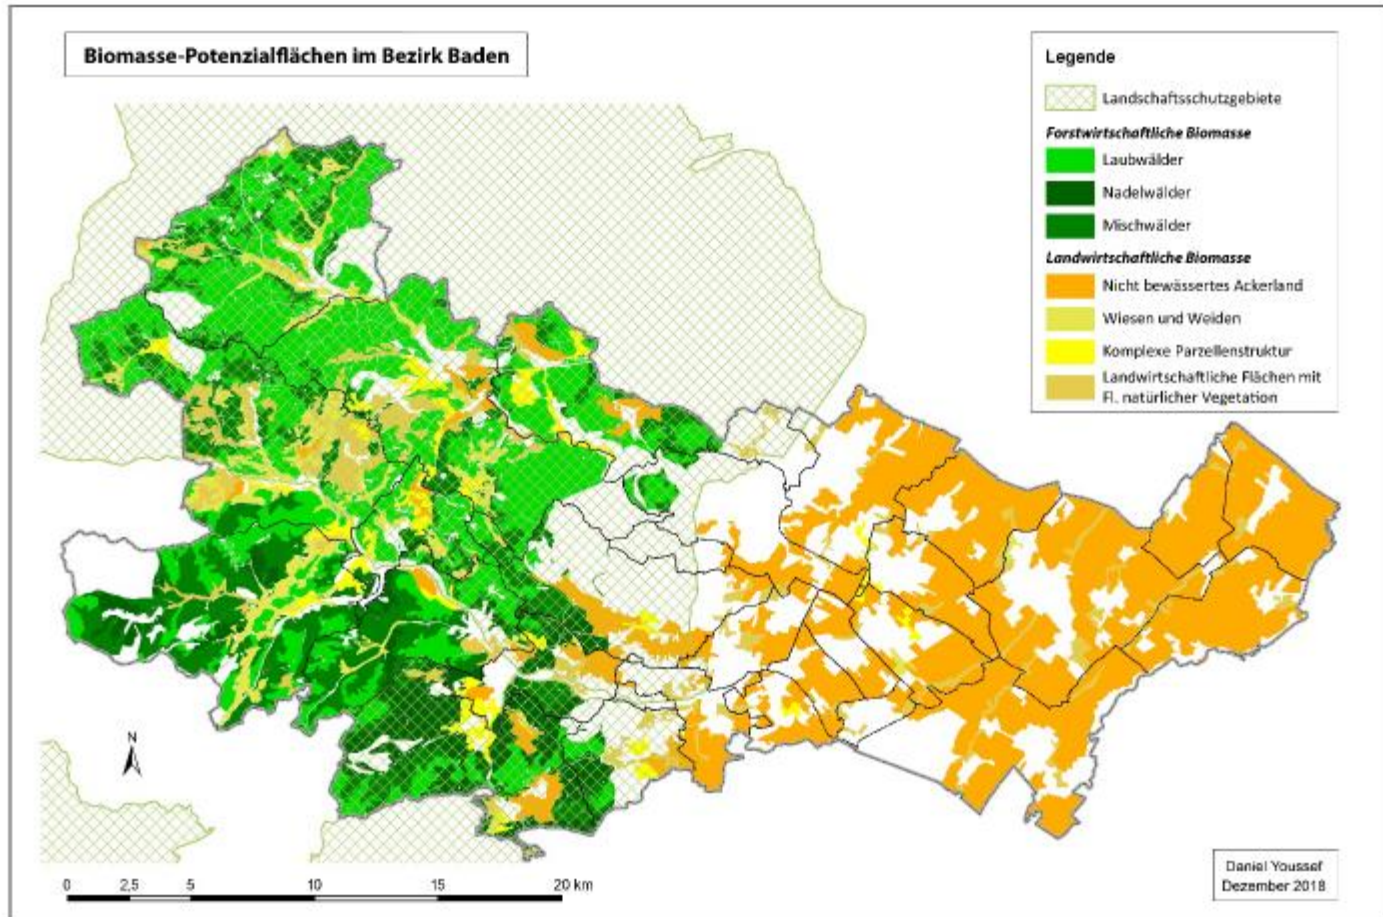 Biomasse-Potenzialflächen im Bezirk Baden
Legende
Landschaftsschutzgebiete
Forstwirtschaftliche Biomasse
Laubwälder
Nadelwälder
Mischwälder
Landwirtschaftliche Biomasse
Nicht bewässertes Ackerland
Wiesen und Weiden
Komplexe Parzellenstruktur
Landwirtschaftliche Flächen mit
Fl. natürlicher Vegetation
N
0 2,5 5 10 15 20 km
Daniel Youssef
Dezember 2018